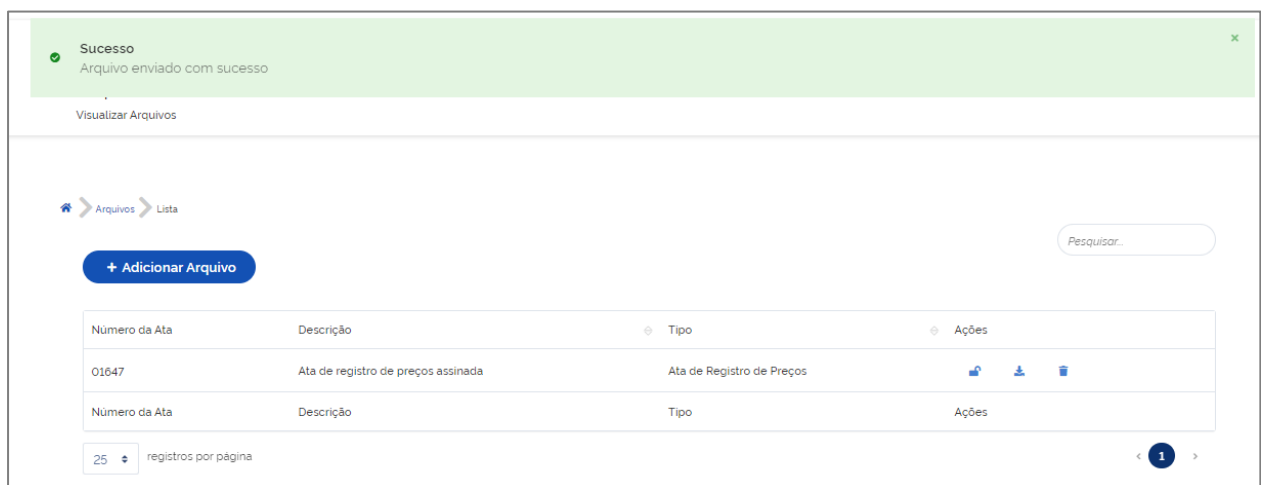 Sucesso
Arquivo enviado com sucesso
×
Visualizar Arquivos
Arquivos Lista
Pesquisar...
+ Adicionar Arquivo
Número da Ata Descrição Tipo Ações
01647 Ata de registro de preços assinada Ata de Registro de Preços
Número da Ata Descrição Tipo Ações
25 registros por página
‹ 1 ›